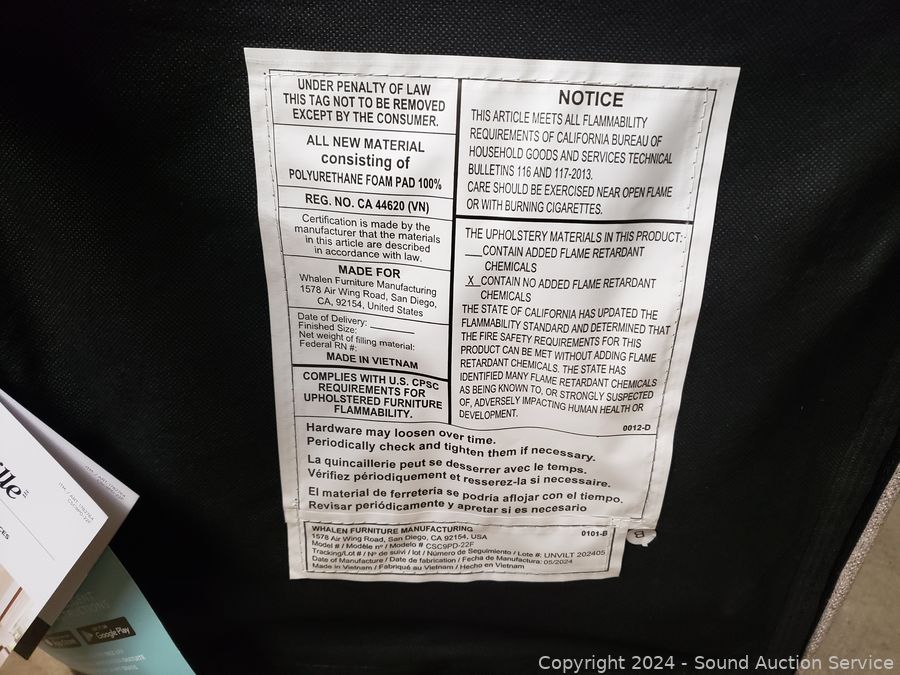 UNDER PENALTY OF LAW
THIS TAG NOT TO BE REMOVED
EXCEPT BY THE CONSUMER.
ALL NEW MATERIAL
consisting of
POLYURETHANE FOAM PAD 100%
REG. NO. CA 44620 (VN)
Certification is made by the
manufacturer that the materials
in this article are described
in accordance with law.
MADE FOR
Whalen Furniture Manufacturing
1578 Air Wing Road, San Diego,
CA, 92154, United States
Date of Delivery:
Finished Size:
Net weight of filling material:
Federal RN #:
MADE IN VIETNAM
COMPLIES WITH U.S. CPSC
REQUIREMENTS FOR
UPHOLSTERED FURNITURE
FLAMMABILITY.
NOTICE
THIS ARTICLE MEETS ALL FLAMMABILITY
REQUIREMENTS OF CALIFORNIA BUREAU OF
HOUSEHOLD GOODS AND SERVICES TECHNICAL
BULLETINS 116 AND 117-2013.
CARE SHOULD BE EXERCISED NEAR OPEN FLAME
OR WITH BURNING CIGARETTES.
THE UPHOLSTERY MATERIALS IN THIS PRODUCT:
___CONTAIN ADDED FLAME RETARDANT
CHEMICALS
_X_CONTAIN NO ADDED FLAME RETARDANT
CHEMICALS
THE STATE OF CALIFORNIA HAS UPDATED THE
FLAMMABILITY STANDARD AND DETERMINED THAT
THE FIRE SAFETY REQUIREMENTS FOR THIS
PRODUCT CAN BE MET WITHOUT ADDING FLAME
RETARDANT CHEMICALS. THE STATE HAS
IDENTIFIED MANY FLAME RETARDANT CHEMICALS
AS BEING KNOWN TO, OR STRONGLY SUSPECTED
OF, ADVERSELY IMPACTING HUMAN HEALTH OR
DEVELOPMENT.
0012-D
Hardware may loosen over time.
Periodically check and tighten them if necessary.
La quincaillerie peut se desserrer avec le temps.
Vérifiez périodiquement et resserrez-la si necessaire.
El material de ferretería se podria aflojar con el tiempo.
Revisar periódicamente y apretar si es necesario
WHALEN FURNITURE MANUFACTURING 0101-B
1578 Air Wing Road, San Diego, CA 92154, USA
Model # / Modèle nº / Modelo # CSC9PD-22F
Tracking/Lot # / Nº de suivi / lot / Número de Seguimiento / Lote #: UNVILT 202405
Date of Manufacture / Date de fabrication / Fecha de Manufactura: 05/2024
Made in Vietnam / Fabriqué au Vietnam / Hecho en Vietnam
B
Google Play
Copyright 2024 - Sound Auction Service